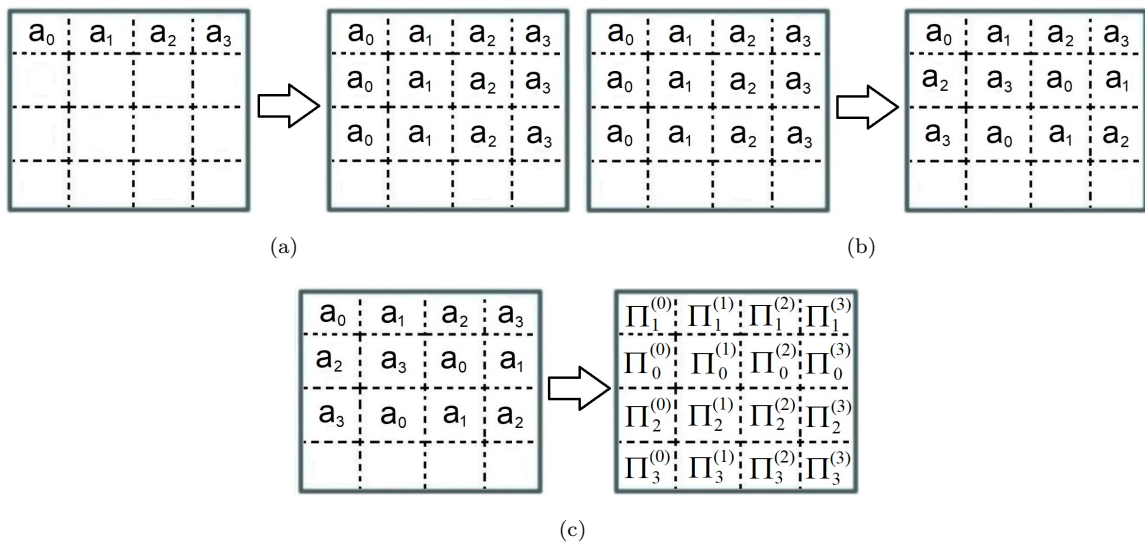 a₀ a₁ a₂ a₃ a₀ a₁ a₂ a₃ a₀ a₁ a₂ a₃ a₀ a₁ a₂ a₃
a₀ a₁ a₂ a₃ a₀ a₁ a₂ a₃ a₂ a₃ a₀ a₁
a₀ a₁ a₂ a₃ a₀ a₁ a₂ a₃ a₃ a₀ a₁ a₂
(a) (b)
a₀ a₁ a₂ a₃ Π₁⁽⁰⁾ Π₁⁽¹⁾ Π₁⁽²⁾ Π₁⁽³⁾
a₂ a₃ a₀ a₁ Π₀⁽⁰⁾ Π₀⁽¹⁾ Π₀⁽²⁾ Π₀⁽³⁾
a₃ a₀ a₁ a₂ Π₂⁽⁰⁾ Π₂⁽¹⁾ Π₂⁽²⁾ Π₂⁽³⁾
Π₃⁽⁰⁾ Π₃⁽¹⁾ Π₃⁽²⁾ Π₃⁽³⁾
(c)